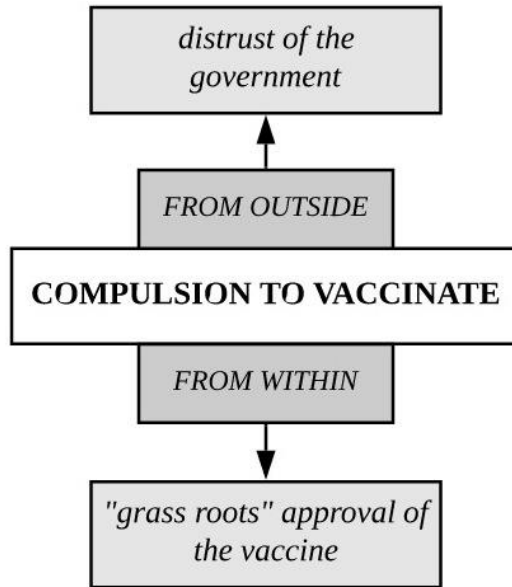 distrust of the
government
FROM OUTSIDE
COMPULSION TO VACCINATE
FROM WITHIN
"grass roots" approval of
the vaccine